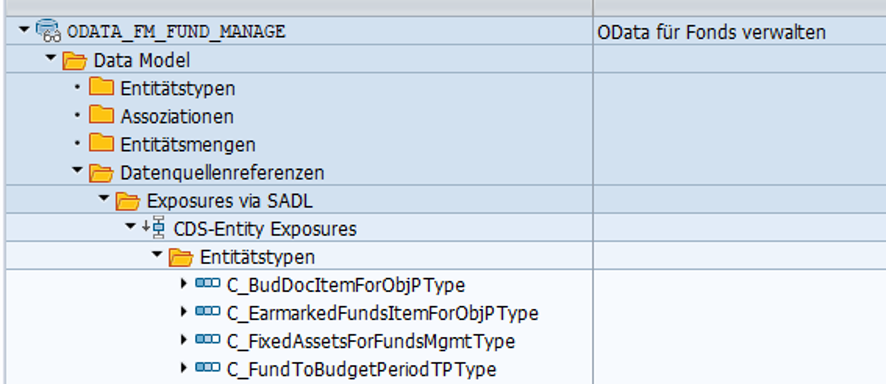 ODATA_FM_FUND_MANAGE OData für Fonds verwalten
Data Model
Entitätstypen
Assoziationen
Entitätsmengen
Datenquellenreferenzen
Exposures via SADL
CDS-Entity Exposures
Entitätstypen
C_BudDocItemForObjPType
C_EarmarkedFundsItemForObjPType
C_FixedAssetsForFundsMgmtType
C_FundToBudgetPeriodTPType